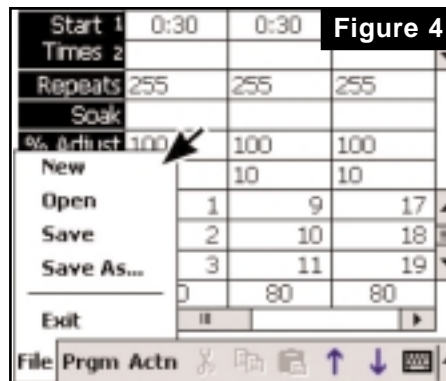 Figure 4
Start 1 0:30 0:30
Times 2
Repeats 255 255 255
Soak
% Adjust 100 100 100
New 10 10
Open 1 9 17
Save 2 10 18
Save As... 3 11 19
80 80
Exit
File Prgm Actn